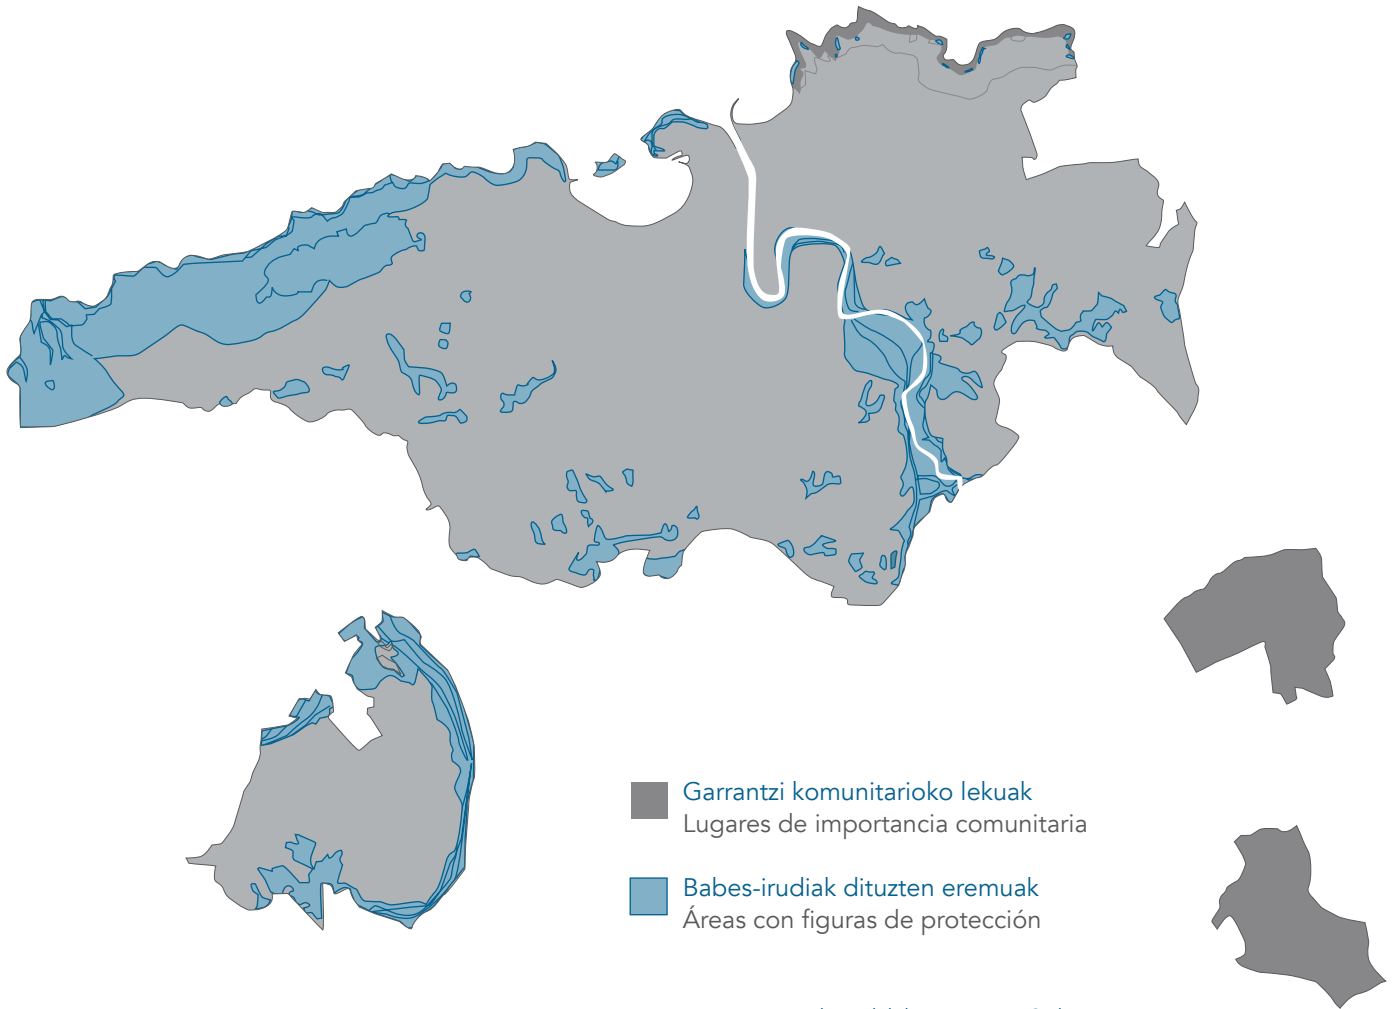 Garrantzi komunitarioko lekuak
Lugares de importancia comunitaria
Babes-irudiak dituzten eremuak
Áreas con figuras de protección